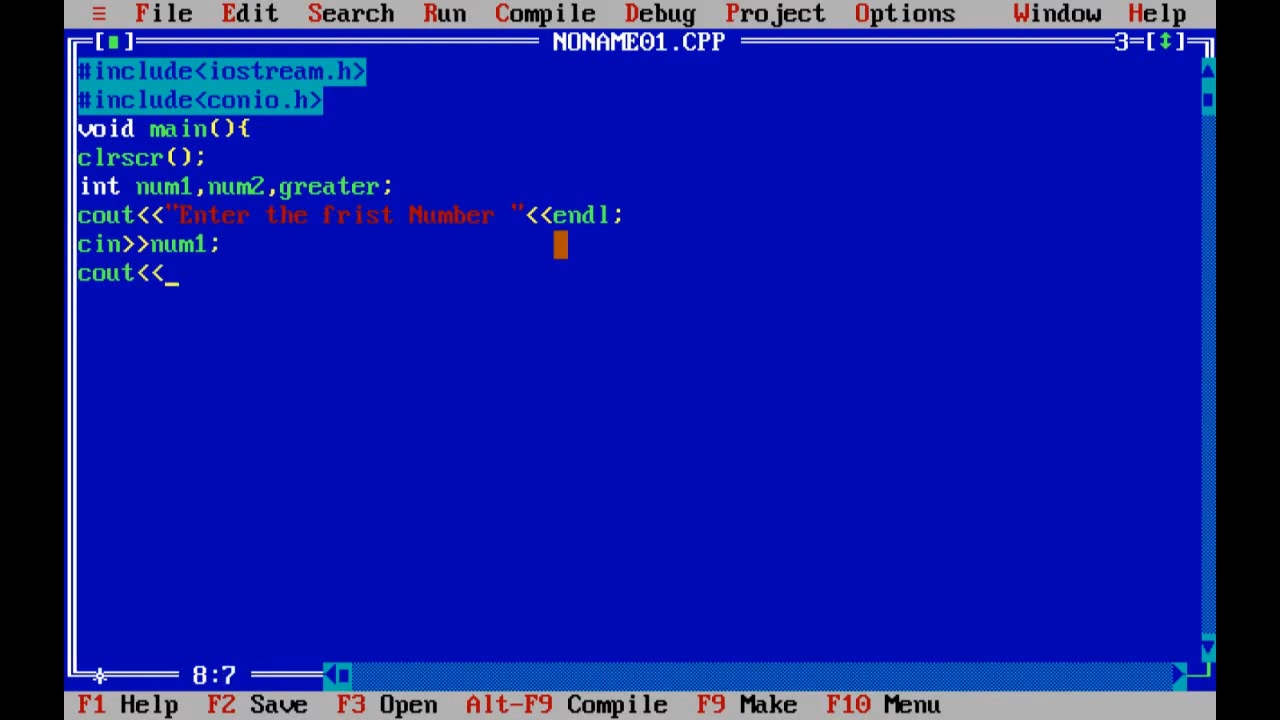 ≡ File Edit Search Run Compile Debug Project Options Window Help
[■] NONAME01.CPP 3=[↕]
#include<iostream.h>
#include<conio.h>
void main(){
clrscr();
int num1,num2,greater;
cout<<"Enter the frist Number "<<endl;
cin>>num1;
cout<<_
8:7
F1 Help F2 Save F3 Open Alt-F9 Compile F9 Make F10 Menu